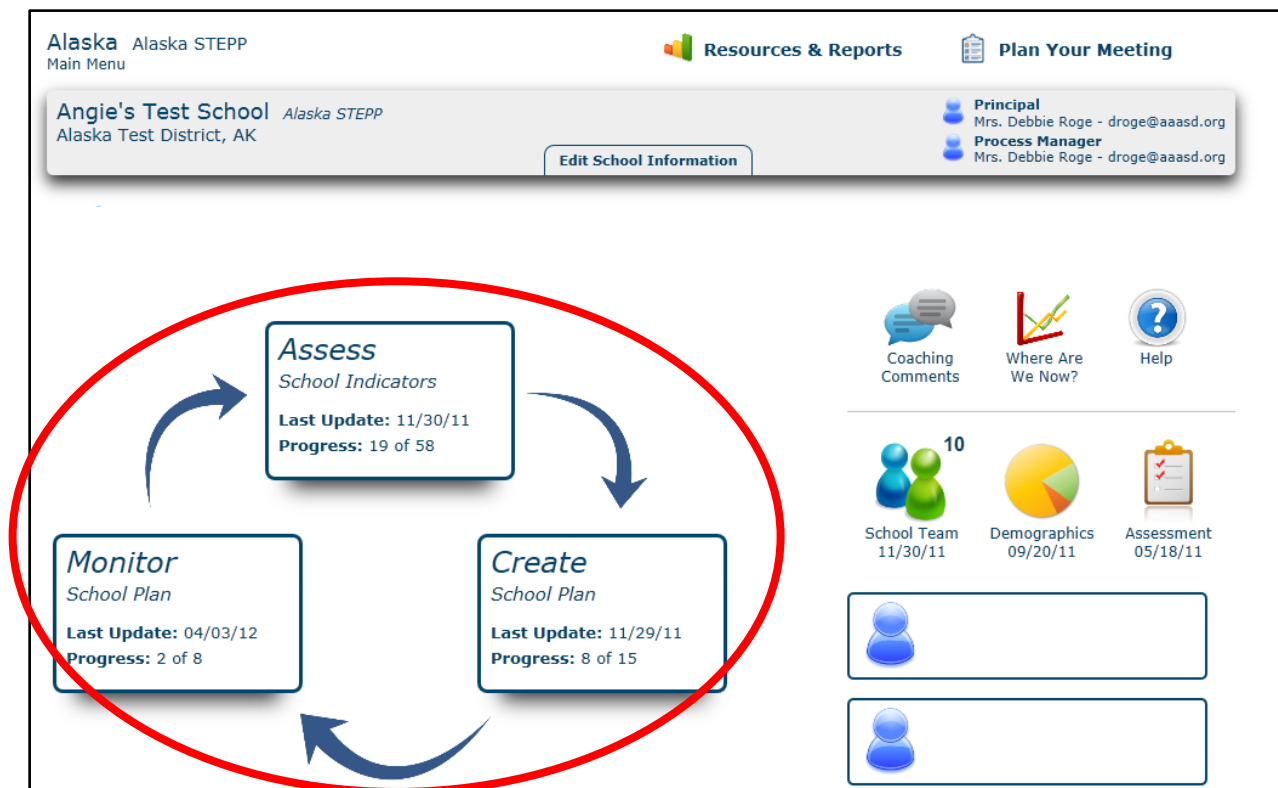 Alaska Alaska STEPP
Main Menu
Resources & Reports
Plan Your Meeting
Angie's Test School Alaska STEPP
Alaska Test District, AK
Edit School Information
Principal
Mrs. Debbie Roge - droge@aaasd.org
Process Manager
Mrs. Debbie Roge - droge@aaasd.org
Assess
School Indicators
Last Update: 11/30/11
Progress: 19 of 58
Monitor
School Plan
Last Update: 04/03/12
Progress: 2 of 8
Create
School Plan
Last Update: 11/29/11
Progress: 8 of 15
Coaching
Comments
Where Are
We Now?
Help
10
School Team
11/30/11
Demographics
09/20/11
Assessment
05/18/11